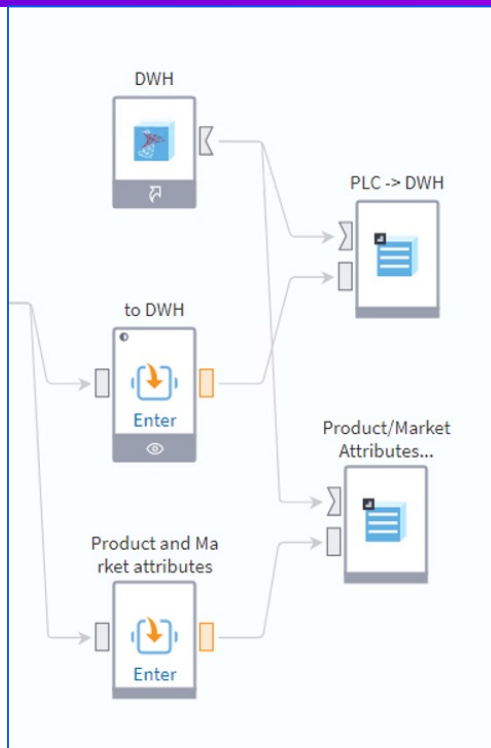 DWH
PLC -> DWH
to DWH
Enter
Product/Market
Attributes...
Product and Ma
rket attributes
Enter